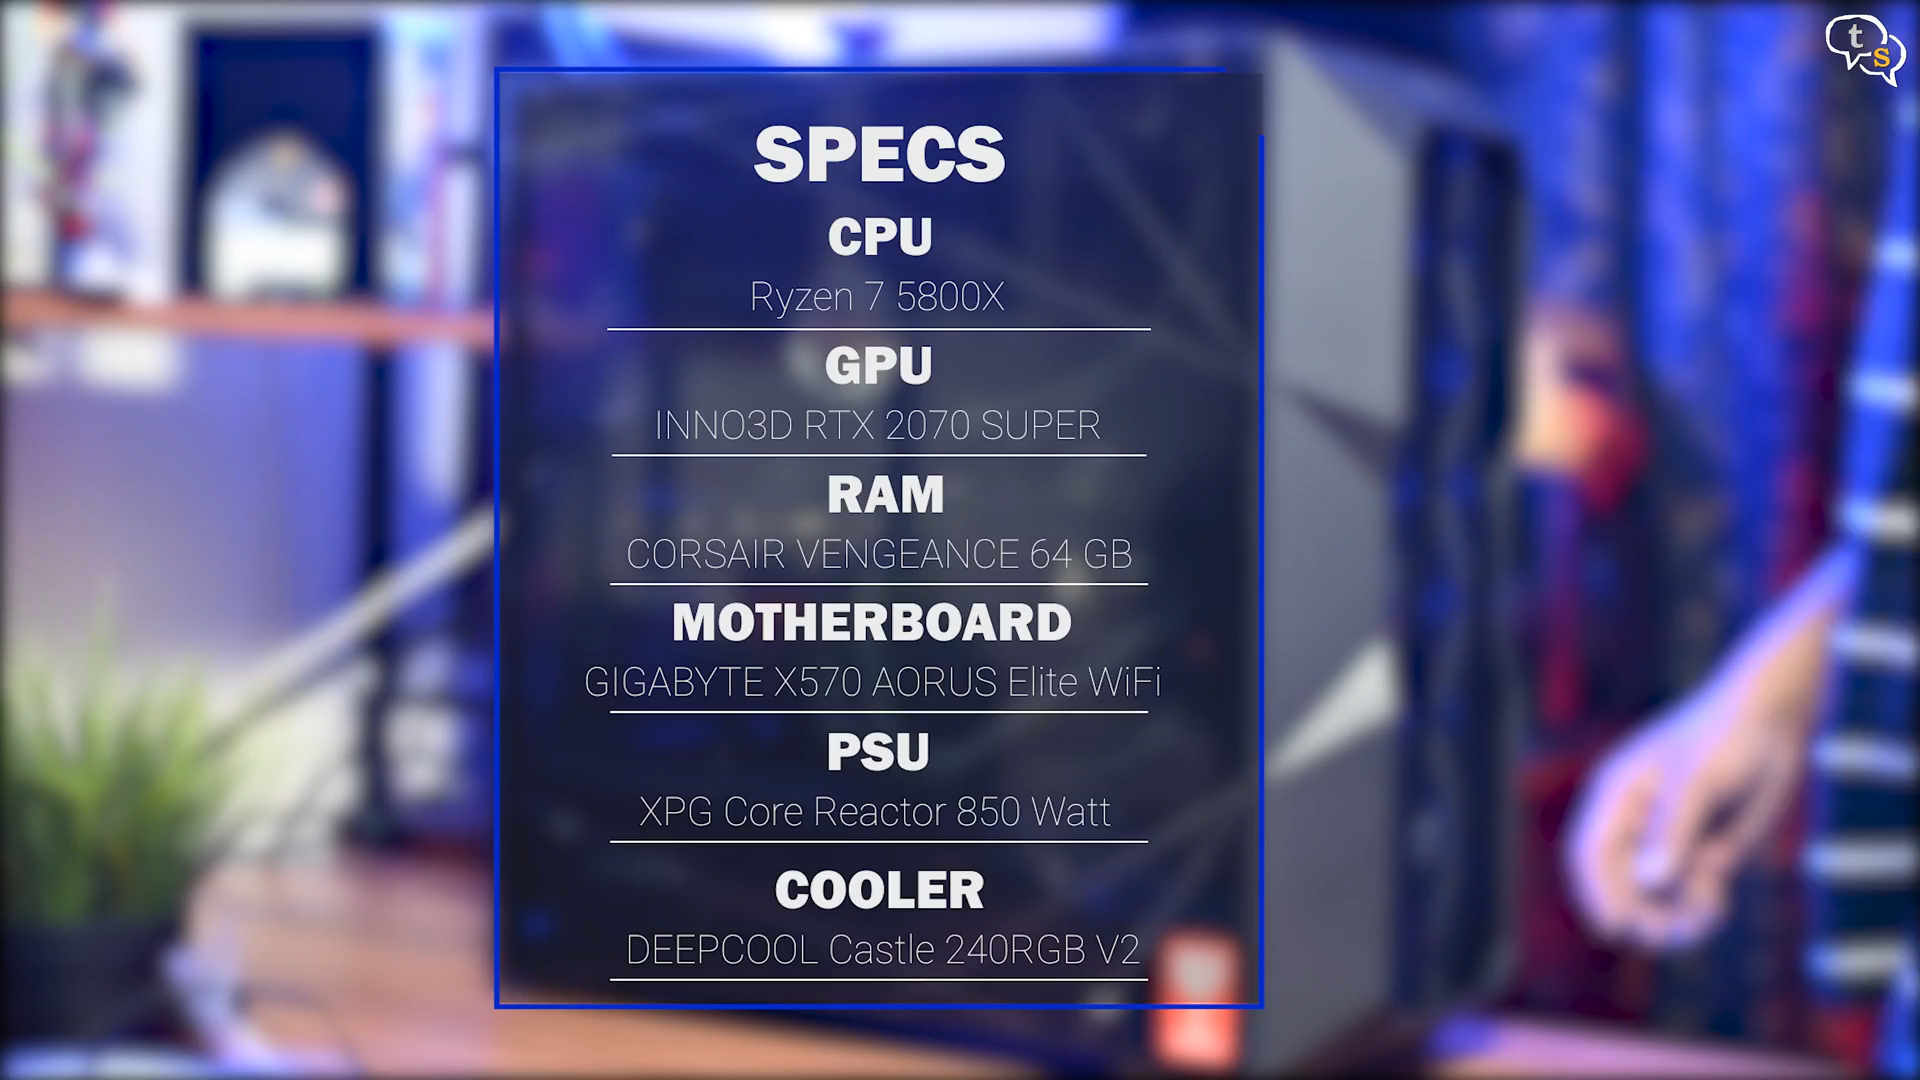 ts
SPECS
CPU
Ryzen 7 5800X
GPU
INNO3D RTX 2070 SUPER
RAM
CORSAIR VENGEANCE 64 GB
MOTHERBOARD
GIGABYTE X570 AORUS Elite WiFi
PSU
XPG Core Reactor 850 Watt
COOLER
DEEPCOOL Castle 240RGB V2